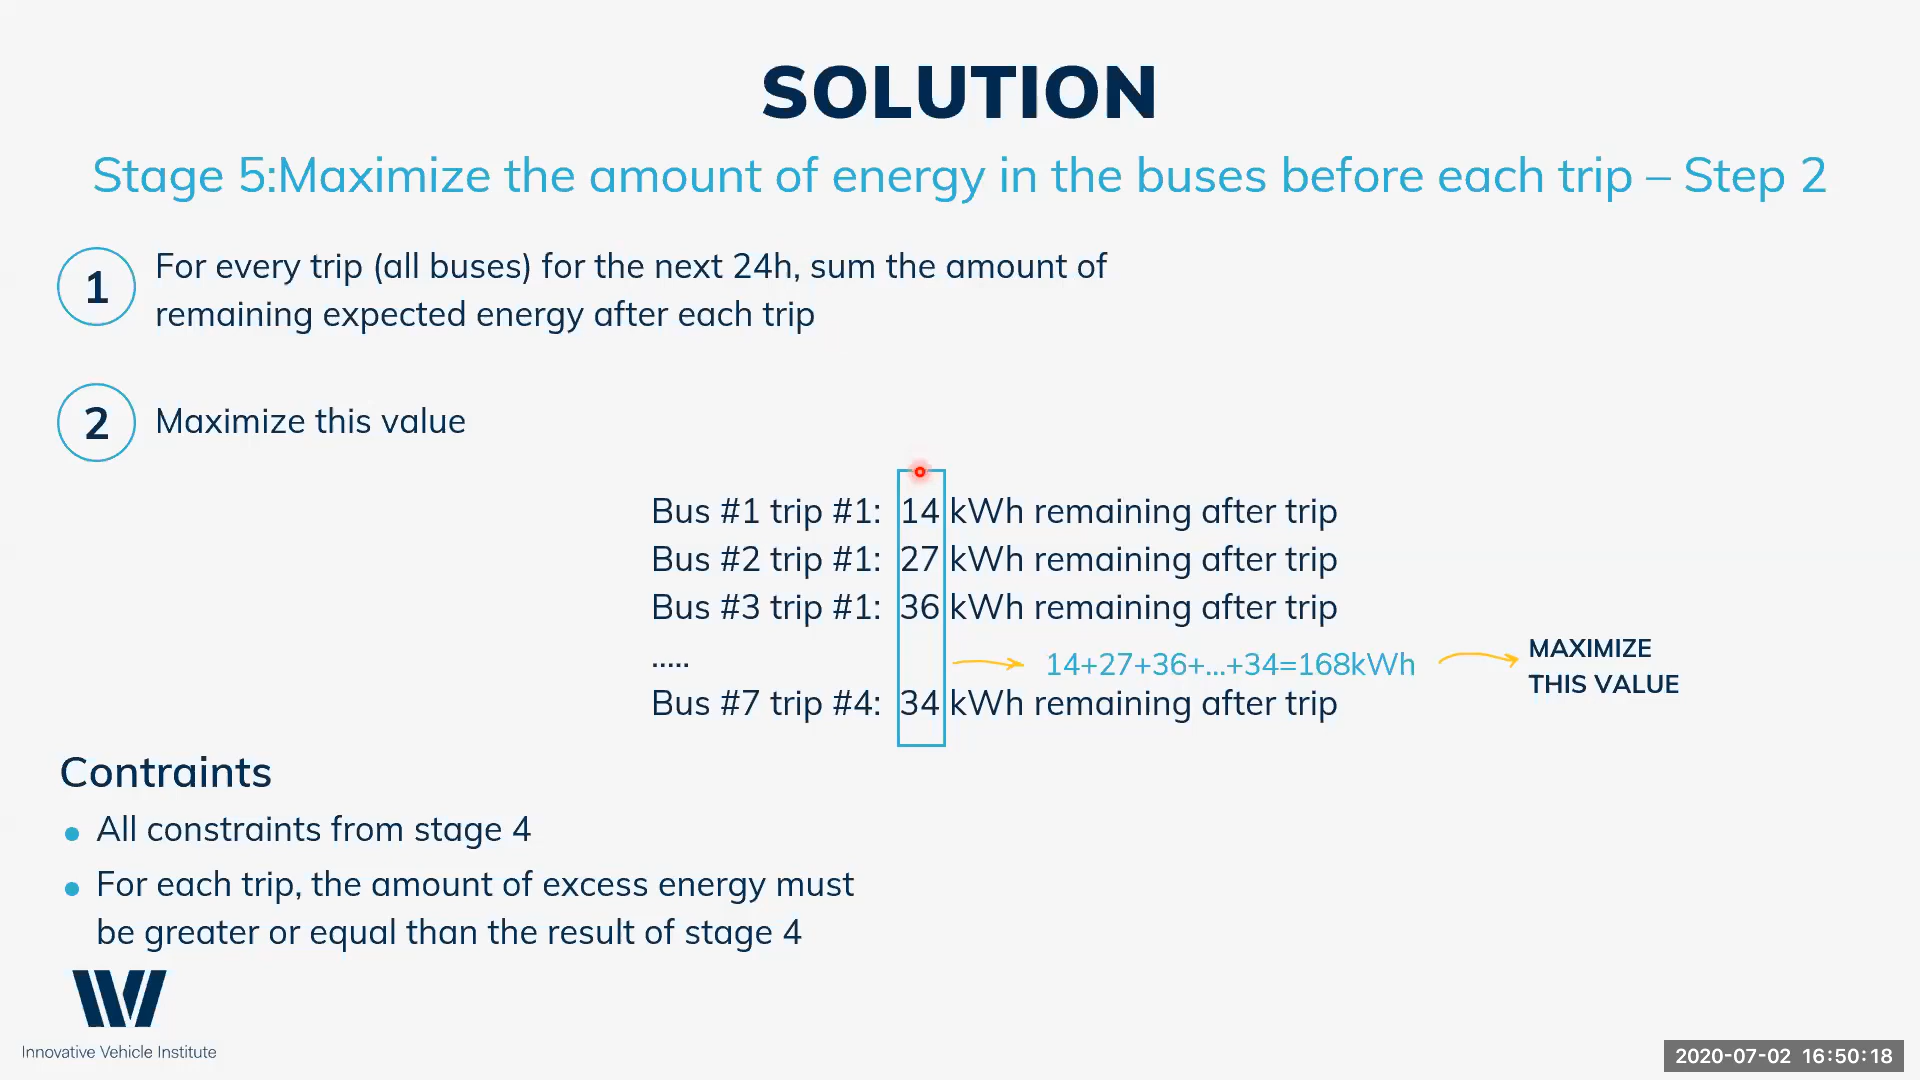 SOLUTION
Stage 5:Maximize the amount of energy in the buses before each trip – Step 2
1
For every trip (all buses) for the next 24h, sum the amount of
remaining expected energy after each trip
2
Maximize this value
Bus #1 trip #1: 14 kWh remaining after trip
Bus #2 trip #1: 27 kWh remaining after trip
Bus #3 trip #1: 36 kWh remaining after trip
.....
14+27+36+...+34=168kWh
MAXIMIZE
THIS VALUE
Bus #7 trip #4: 34 kWh remaining after trip
Contraints
All constraints from stage 4
For each trip, the amount of excess energy must
be greater or equal than the result of stage 4
Innovative Vehicle Institute
2020-07-02 16:50:18